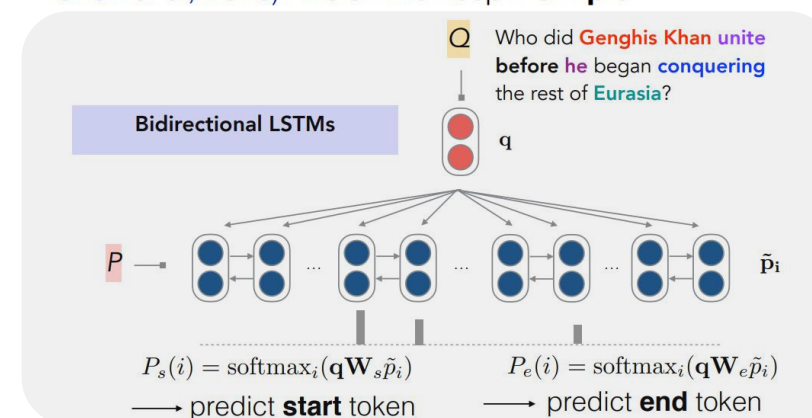 Q
Who did Genghis Khan unite
before he began conquering
the rest of Eurasia?
Bidirectional LSTMs
q
P
... ... ...
p̃ᵢ
Pₛ(i) = softmaxᵢ(qWₛp̃ᵢ)
Pₑ(i) = softmaxᵢ(qWₑp̃ᵢ)
⟶ predict start token
⟶ predict end token